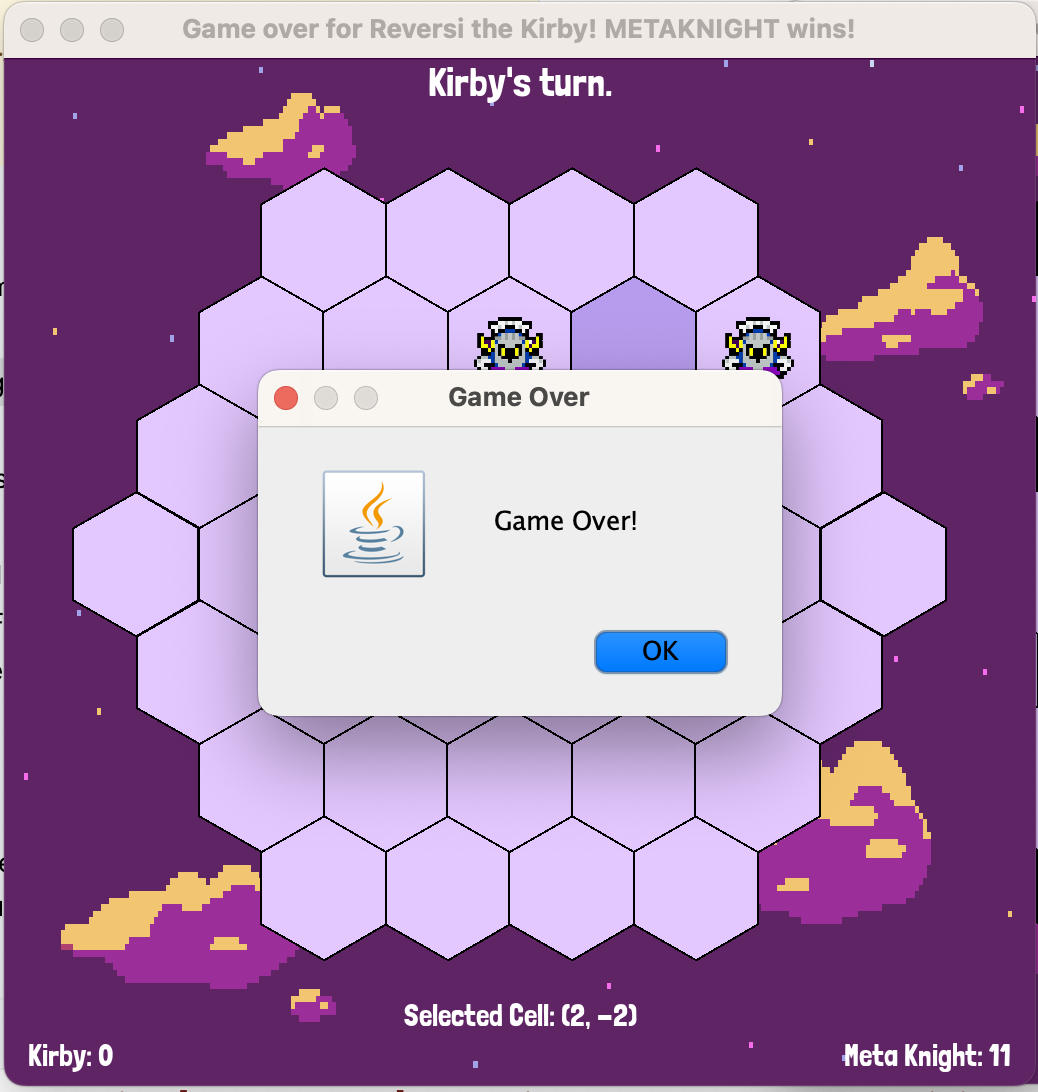 Game over for Reversi the Kirby! METAKNIGHT wins!
Kirby's turn.
Game Over
Game Over!
OK
Selected Cell: (2, -2)
Kirby: 0
Meta Knight: 11